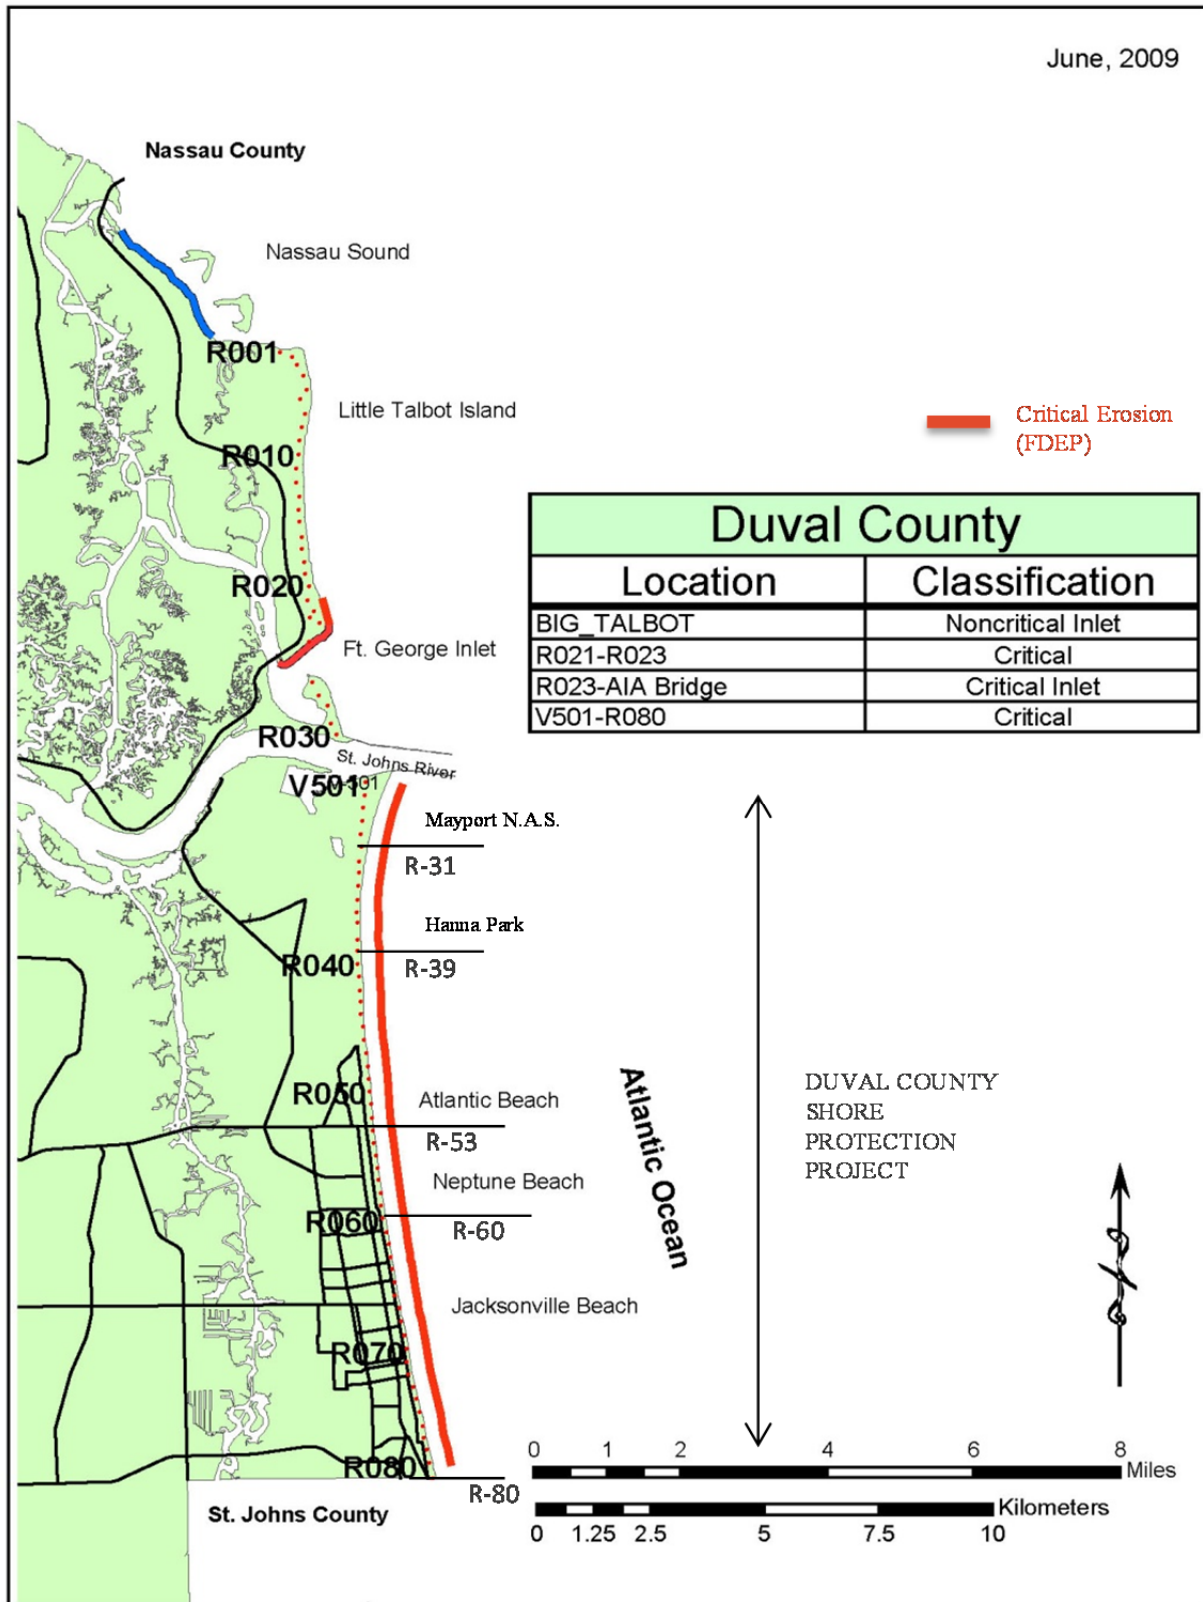 June, 2009
Nassau County
Nassau Sound
R001
Little Talbot Island
Critical Erosion
(FDEP)
R010
Duval County
Location Classification
BIG_TALBOT Noncritical Inlet
R021-R023 Critical
R023-AIA Bridge Critical Inlet
V501-R080 Critical
R020
Ft. George Inlet
R030
St. Johns River
V501
Mayport N.A.S.
R-31
Hanna Park
R040
R-39
Atlantic Ocean
DUVAL COUNTY
SHORE
PROTECTION
PROJECT
R050
Atlantic Beach
R-53
Neptune Beach
R060
R-60
Jacksonville Beach
R070
R080
R-80
St. Johns County
0 1 2 4 6 8
Miles
Kilometers
0 1.25 2.5 5 7.5 10